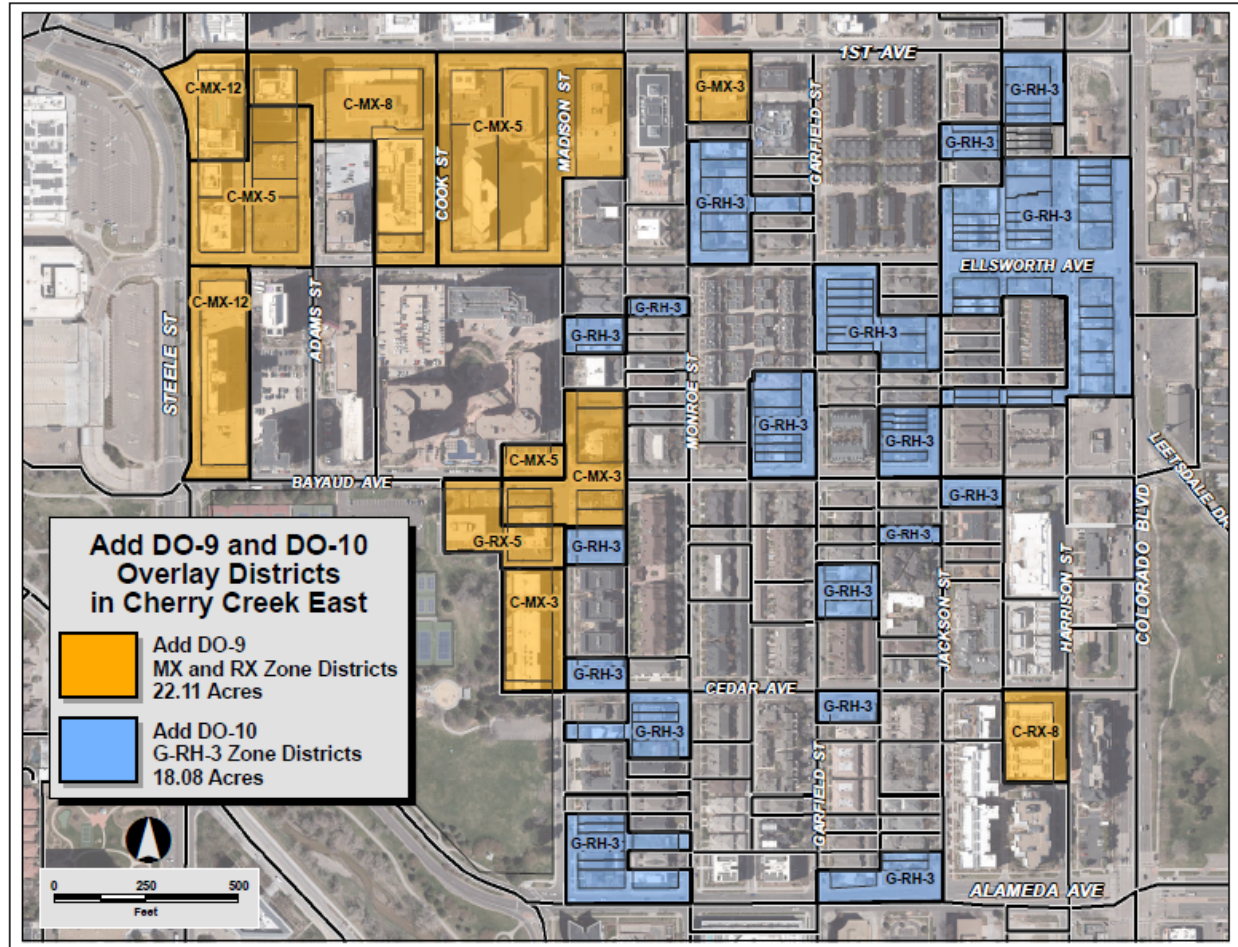 1ST AVE
C-MX-12
C-MX-8
C-MX-5
MADISON ST
G-MX-3
GARFIELD ST
G-RH-3
G-RH-3
COOK ST
C-MX-5
G-RH-3
G-RH-3
ELLSWORTH AVE
C-MX-12
STEELE ST
ADAMS ST
G-RH-3
G-RH-3
G-RH-3
MONROE ST
G-RH-3
G-RH-3
LEETSDALE DR
C-MX-5
C-MX-3
BAYAUD AVE
G-RH-3
COLORADO BLVD
G-RX-5
G-RH-3
G-RH-3
HARRISON ST
JACKSON ST
C-MX-3
G-RH-3
G-RH-3
CEDAR AVE
G-RH-3
G-RH-3
C-RX-8
GARFIELD ST
G-RH-3
G-RH-3
ALAMEDA AVE
Add DO-9 and DO-10
Overlay Districts
in Cherry Creek East
Add DO-9
MX and RX Zone Districts
22.11 Acres
Add DO-10
G-RH-3 Zone Districts
18.08 Acres
0 250 500
Feet